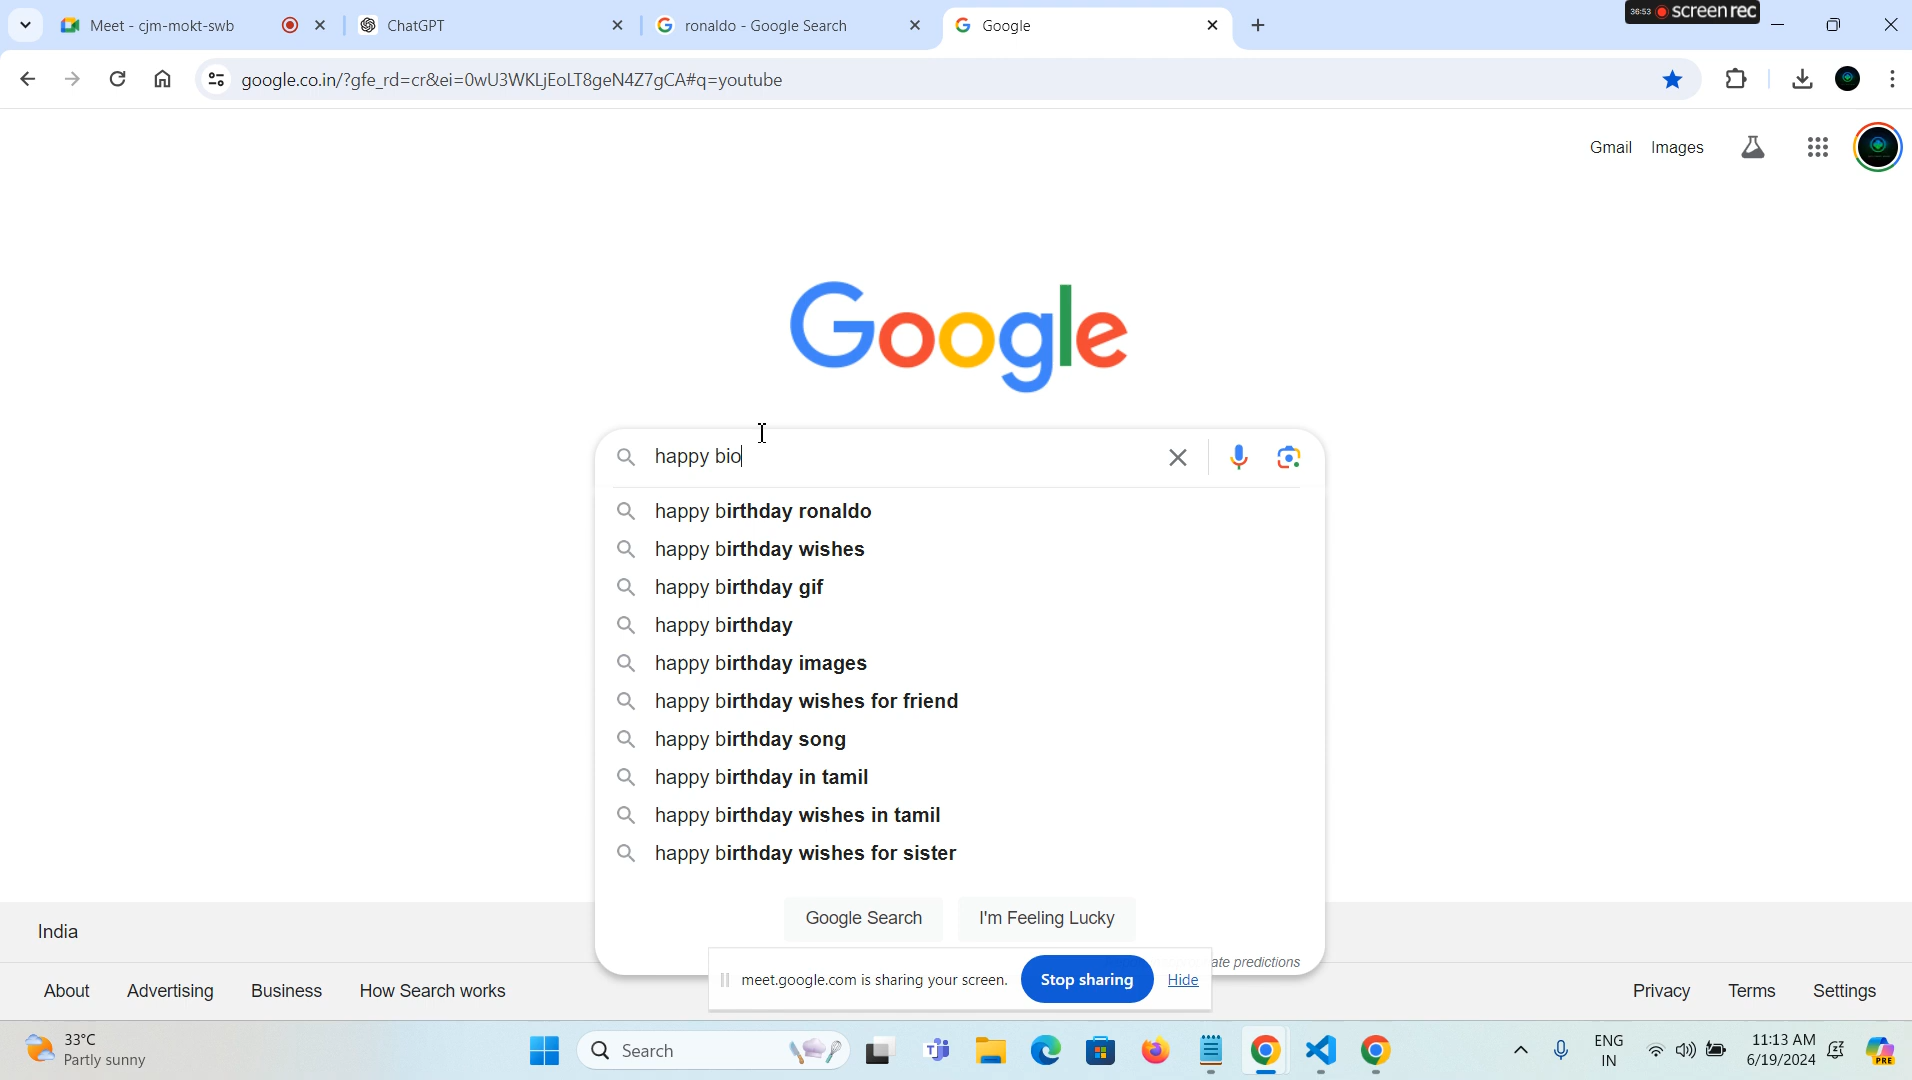 36:53 screen rec
Meet - cjm-mokt-swb
ChatGPT
ronaldo - Google Search
Google
google.co.in/?gfe_rd=cr&ei=0wU3WKLjEoLT8geN4Z7gCA#q=youtube
Gmail Images
Google
happy bio
happy birthday ronaldo
happy birthday wishes
happy birthday gif
happy birthday
happy birthday images
happy birthday wishes for friend
happy birthday song
happy birthday in tamil
happy birthday wishes in tamil
happy birthday wishes for sister
Google Search I'm Feeling Lucky
India
ate predictions
meet.google.com is sharing your screen. Stop sharing Hide
About Advertising Business How Search works
Privacy Terms Settings
33°C
Partly sunny
Search
ENG
IN
11:13 AM
6/19/2024
PRE